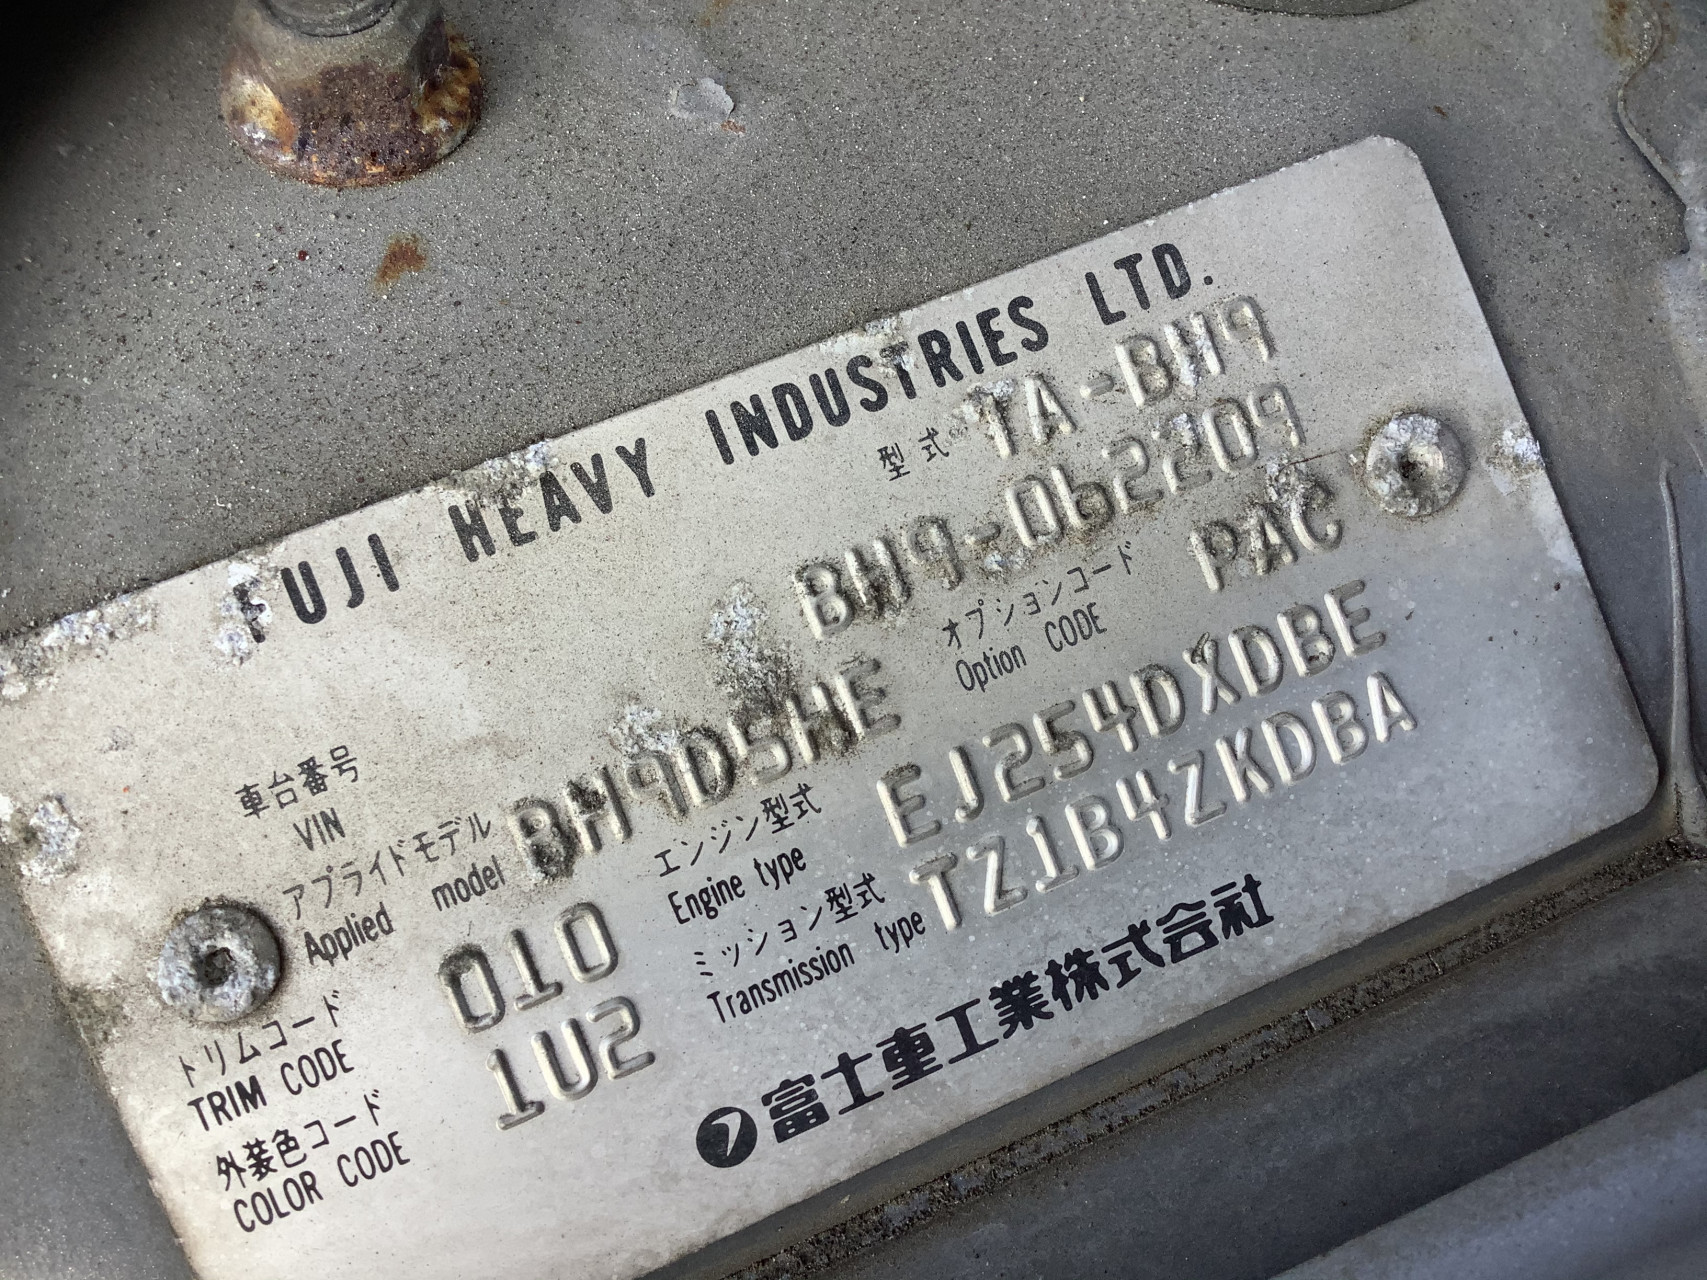 FUJI HEAVY INDUSTRIES LTD.
型式 TA-BH9
車台番号
VIN
BH9-062209
アプライドモデル
Applied model
BH9D5HE
オプションコード
Option CODE
PAC
トリムコード
TRIM CODE
010
エンジン型式
Engine type
EJ254DXDBE
外装色コード
COLOR CODE
1U2
ミッション型式
Transmission type
TZ1B4ZKDBA
フ 富士重工業株式会社